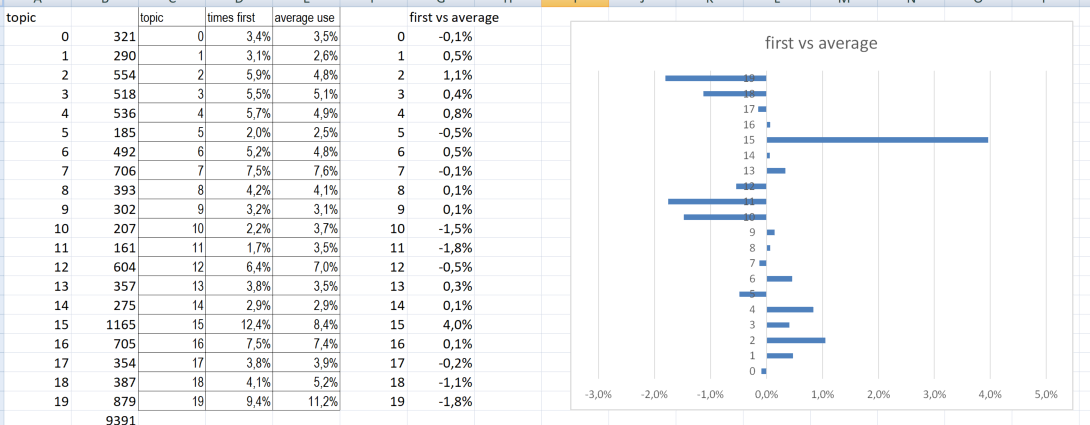 topic topic times first average use first vs average
0 321 0 3,4% 3,5% 0 -0,1%
1 290 1 3,1% 2,6% 1 0,5%
2 554 2 5,9% 4,8% 2 1,1%
3 518 3 5,5% 5,1% 3 0,4%
4 536 4 5,7% 4,9% 4 0,8%
5 185 5 2,0% 2,5% 5 -0,5%
6 492 6 5,2% 4,8% 6 0,5%
7 706 7 7,5% 7,6% 7 -0,1%
8 393 8 4,2% 4,1% 8 0,1%
9 302 9 3,2% 3,1% 9 0,1%
10 207 10 2,2% 3,7% 10 -1,5%
11 161 11 1,7% 3,5% 11 -1,8%
12 604 12 6,4% 7,0% 12 -0,5%
13 357 13 3,8% 3,5% 13 0,3%
14 275 14 2,9% 2,9% 14 0,1%
15 1165 15 12,4% 8,4% 15 4,0%
16 705 16 7,5% 7,4% 16 0,1%
17 354 17 3,8% 3,9% 17 -0,2%
18 387 18 4,1% 5,2% 18 -1,1%
19 879 19 9,4% 11,2% 19 -1,8%
9391
first vs average
19
18
17
16
15
14
13
12
11
10
9
8
7
6
5
4
3
2
1
0
-3,0% -2,0% -1,0% 0,0% 1,0% 2,0% 3,0% 4,0% 5,0%